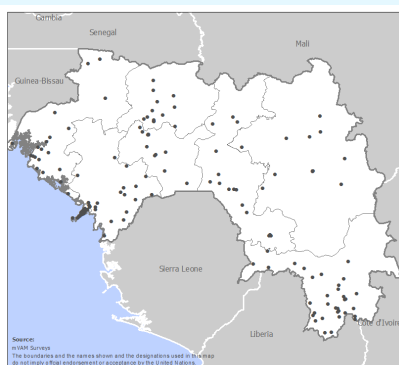 Gambia
Senegal
Mali
Guinea-Bissau
Sierra Leone
Côte d'Ivoire
Liberia
Source:
mVAM Surveys
The boundaries and the names shown and the designations used in this map
do not imply official endorsement or acceptance by the United Nations.